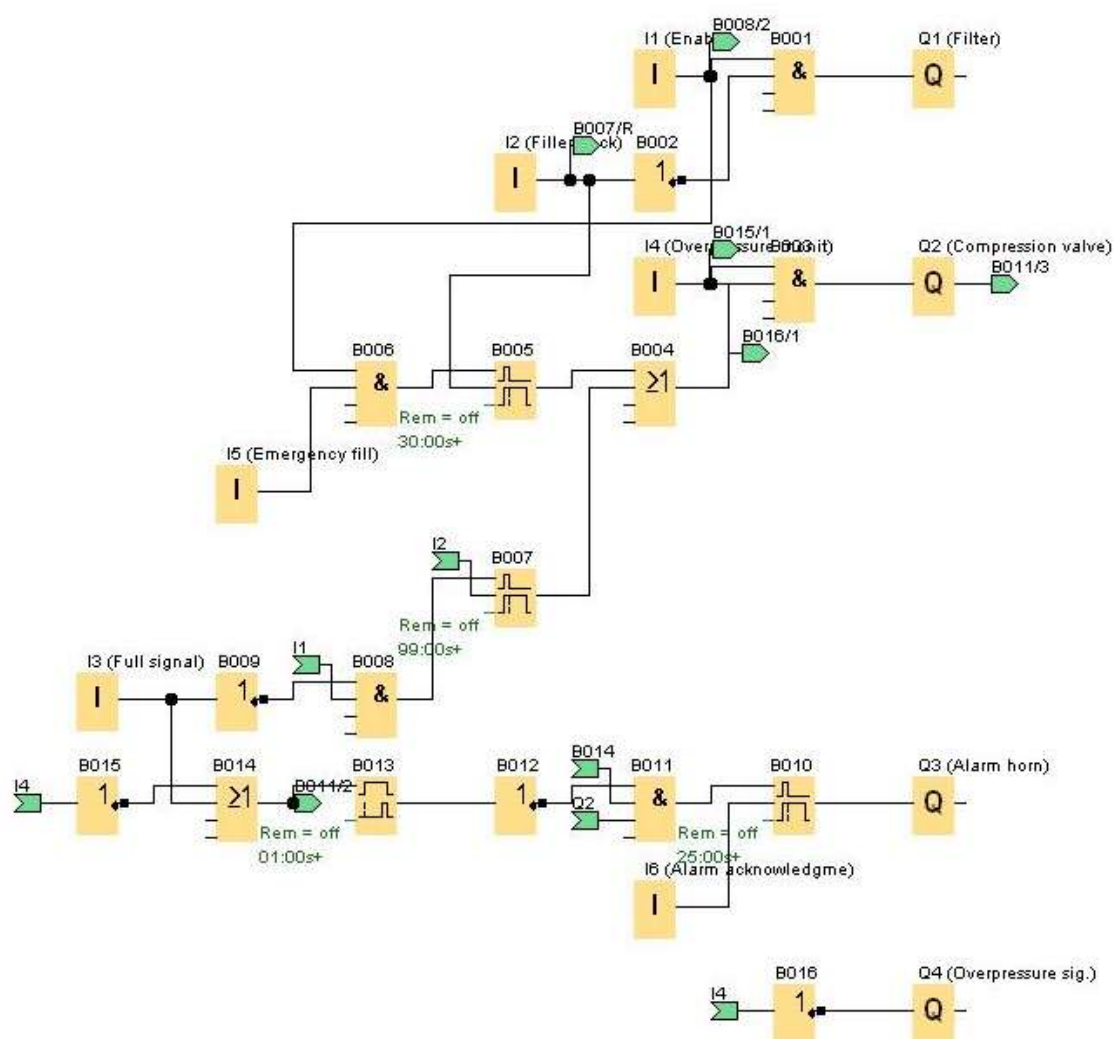 B008/2
I1 (Enab
B001
Q1 (Filter)
I
&
Q
B007/R
I2
B002
I
1
B015/1
I4
B003
Q2 (Compression valve)
I
&
Q
B011/3
B016/1
B006
B005
B004
&
≥1
Rem = off
30:00s+
I5 (Emergency fill)
I
I2
B007
Rem = off
99:00s+
I3 (Full signal)
B009
I1
B008
I
1
&
B015
B014
B011/2
B013
B012
B014
B011
B010
Q3 (Alarm horn)
I4
1
≥1
1
Q2
&
Q
Rem = off
01:00s+
Rem = off
25:00s+
I6 (Alarm acknowledgme)
I
B016
Q4 (Overpressure sig.)
I4
1
Q